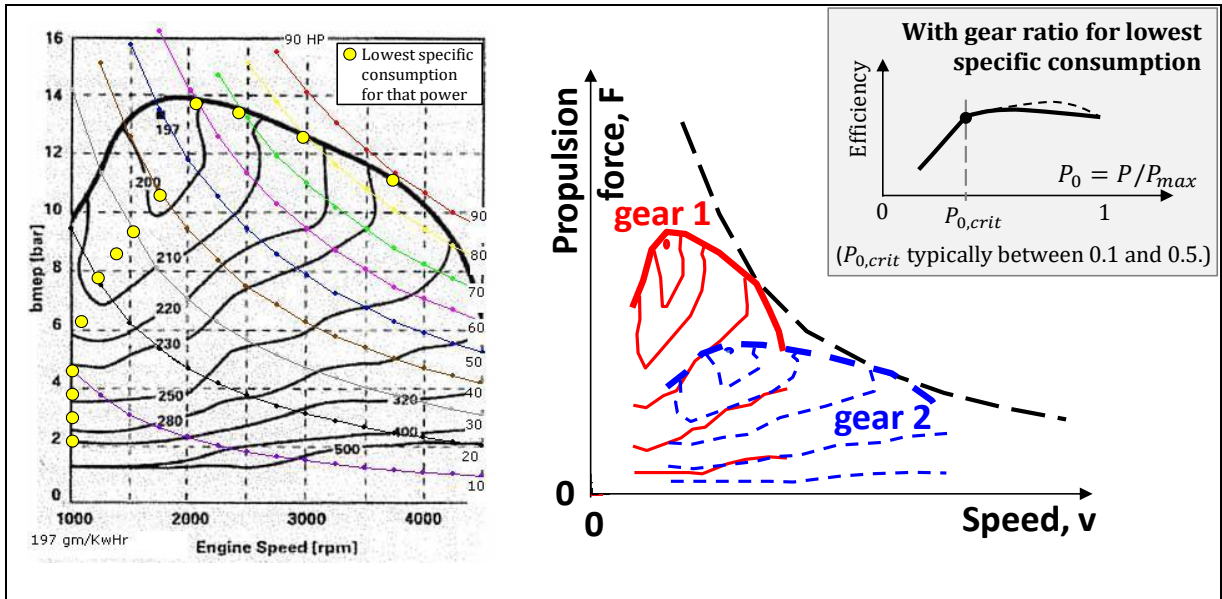 16
14
12
10
8
6
4
2
0
bmep [bar]
90 HP
Lowest specific
consumption
for that power
197
200
210
220
230
250
280
320
400
500
90
80
70
60
50
40
30
20
10
1000
2000
3000
4000
197 gm/KwHr
Engine Speed [rpm]
Propulsion
force, F
gear 1
gear 2
0
0
Speed, v
With gear ratio for lowest
specific consumption
Efficiency
P₀ = P/Pₘₐₓ
0
P₀,crit
1
(P₀,crit typically between 0.1 and 0.5.)